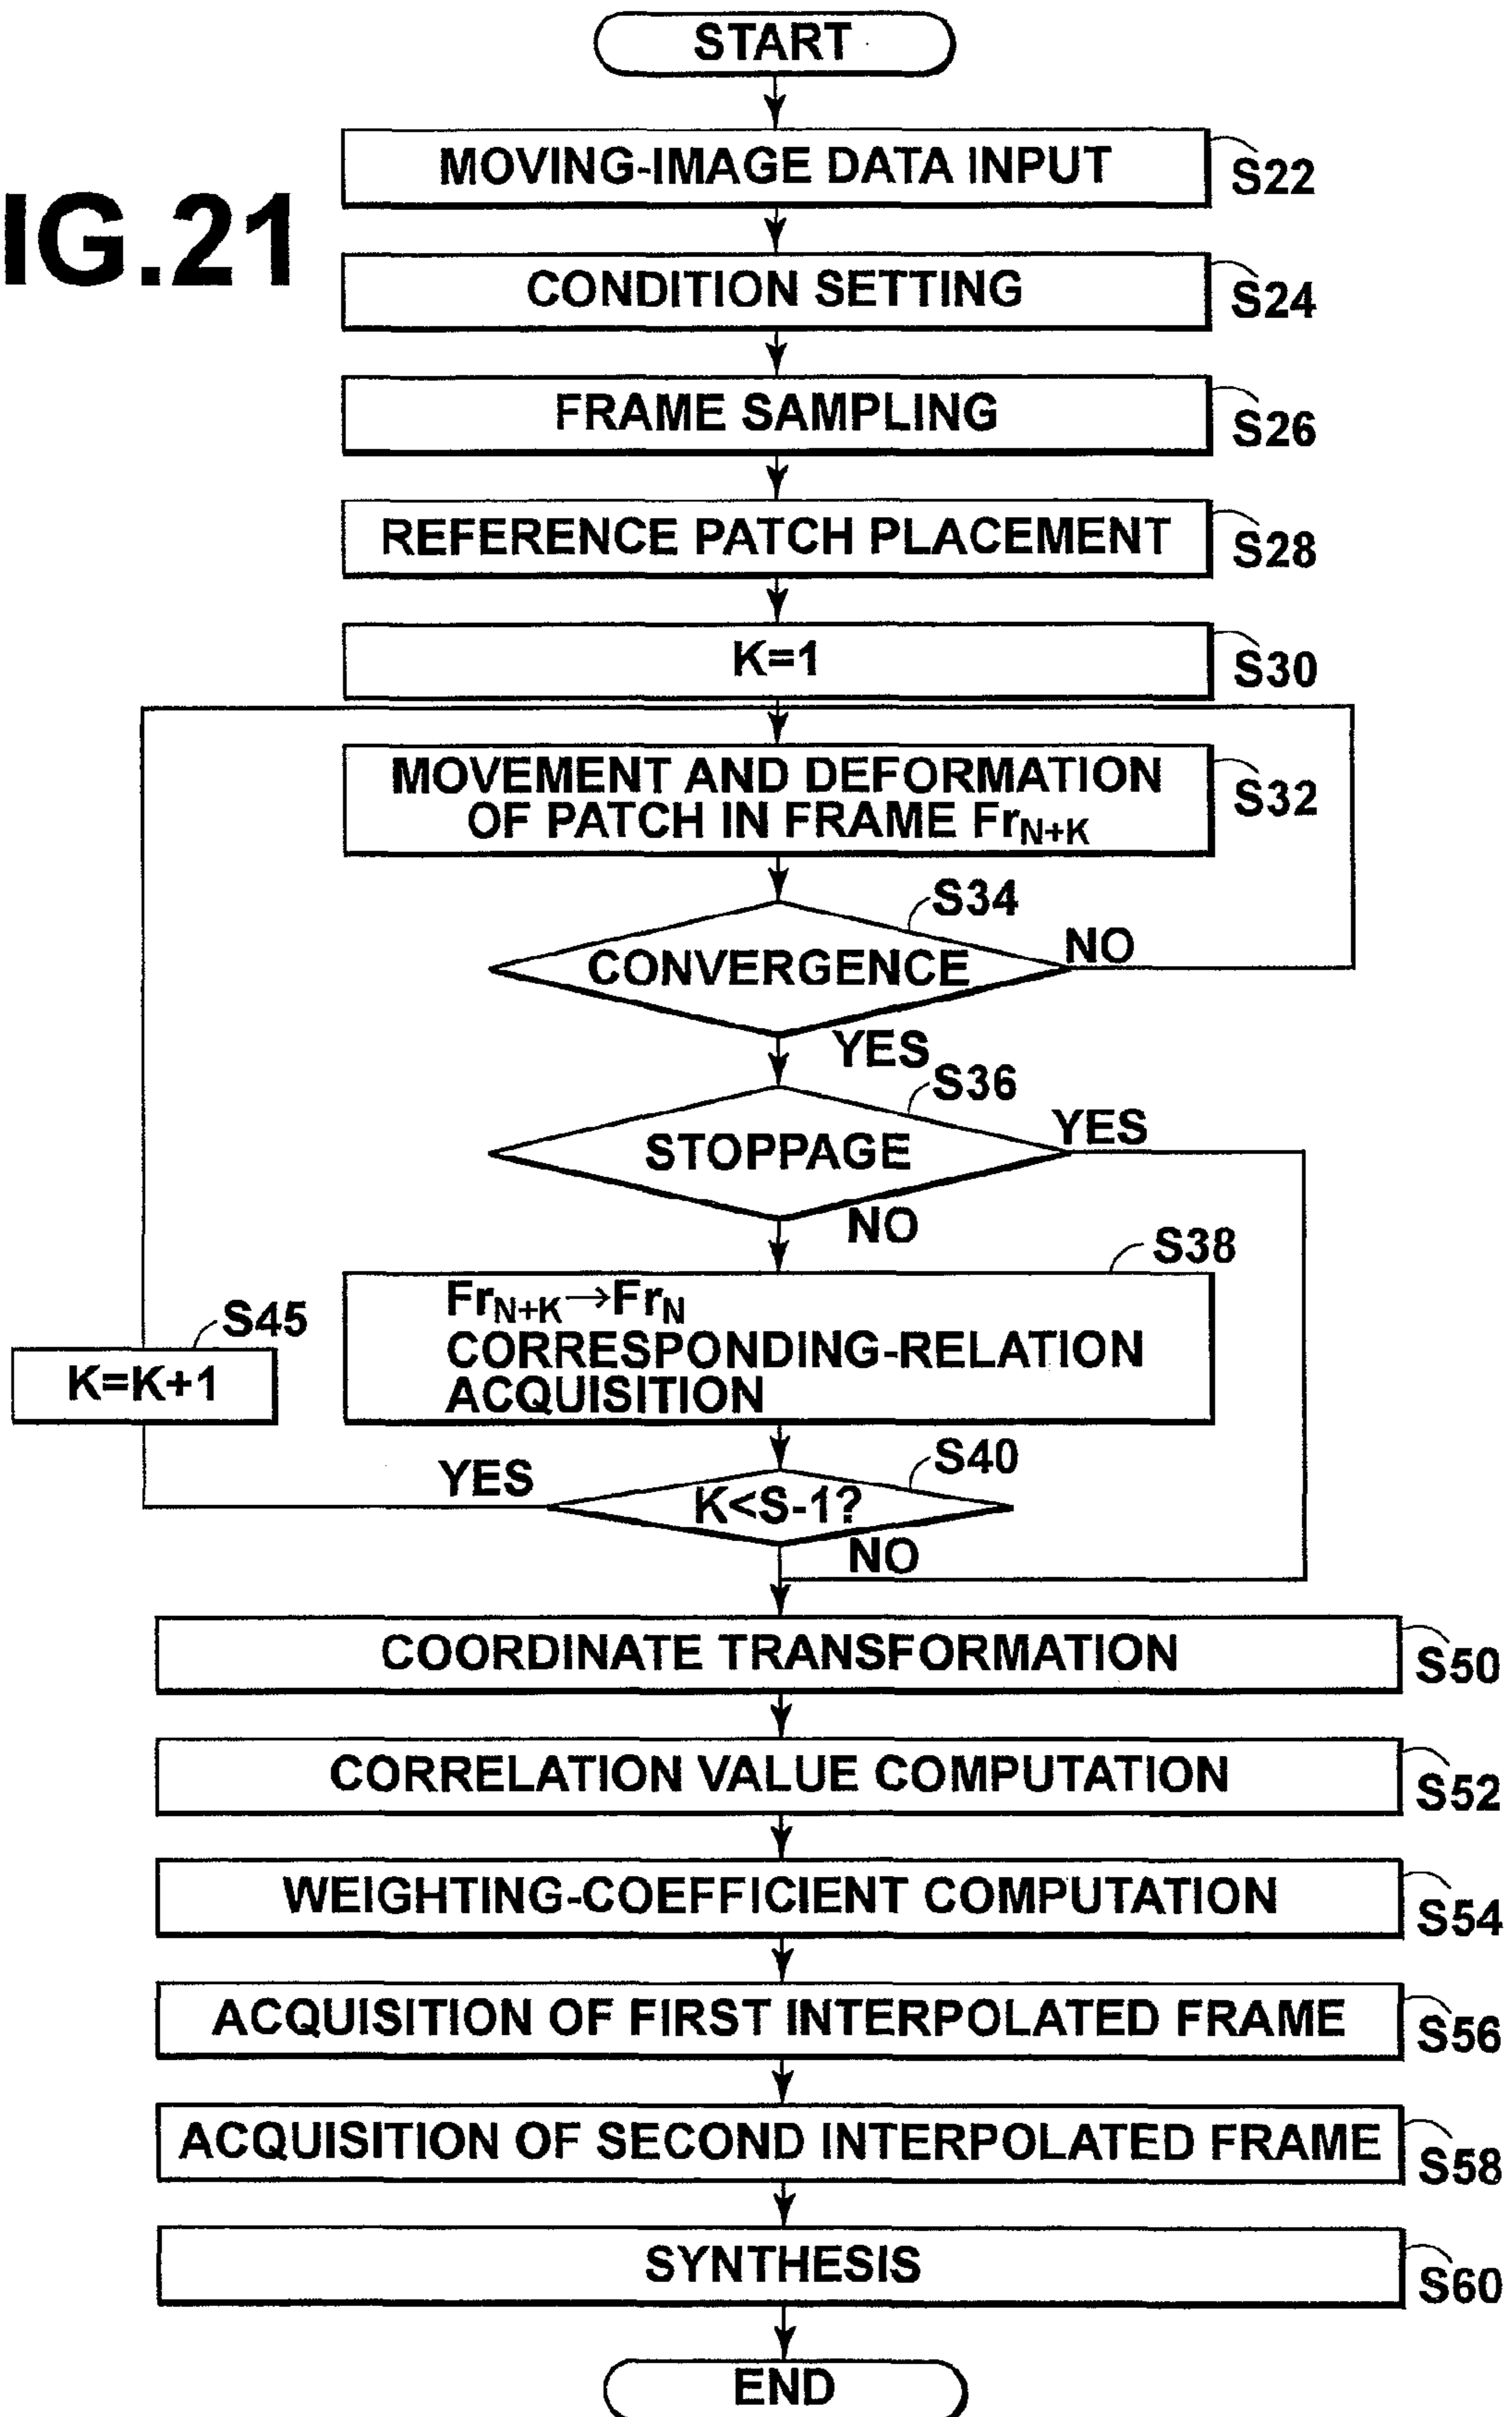 START
MOVING-IMAGE DATA INPUT
S22
IG.21
CONDITION SETTING
S24
FRAME SAMPLING
S26
REFERENCE PATCH PLACEMENT
S28
K=1
S30
MOVEMENT AND DEFORMATION
OF PATCH IN FRAME FrN+K
S32
S34
CONVERGENCE
NO
YES
S36
STOPPAGE
YES
NO
S38
FrN+K→FrN
CORRESPONDING-RELATION
ACQUISITION
S45
K=K+1
S40
YES
K<S-1?
NO
COORDINATE TRANSFORMATION
S50
CORRELATION VALUE COMPUTATION
S52
WEIGHTING-COEFFICIENT COMPUTATION
S54
ACQUISITION OF FIRST INTERPOLATED FRAME
S56
ACQUISITION OF SECOND INTERPOLATED FRAME
S58
SYNTHESIS
S60
END